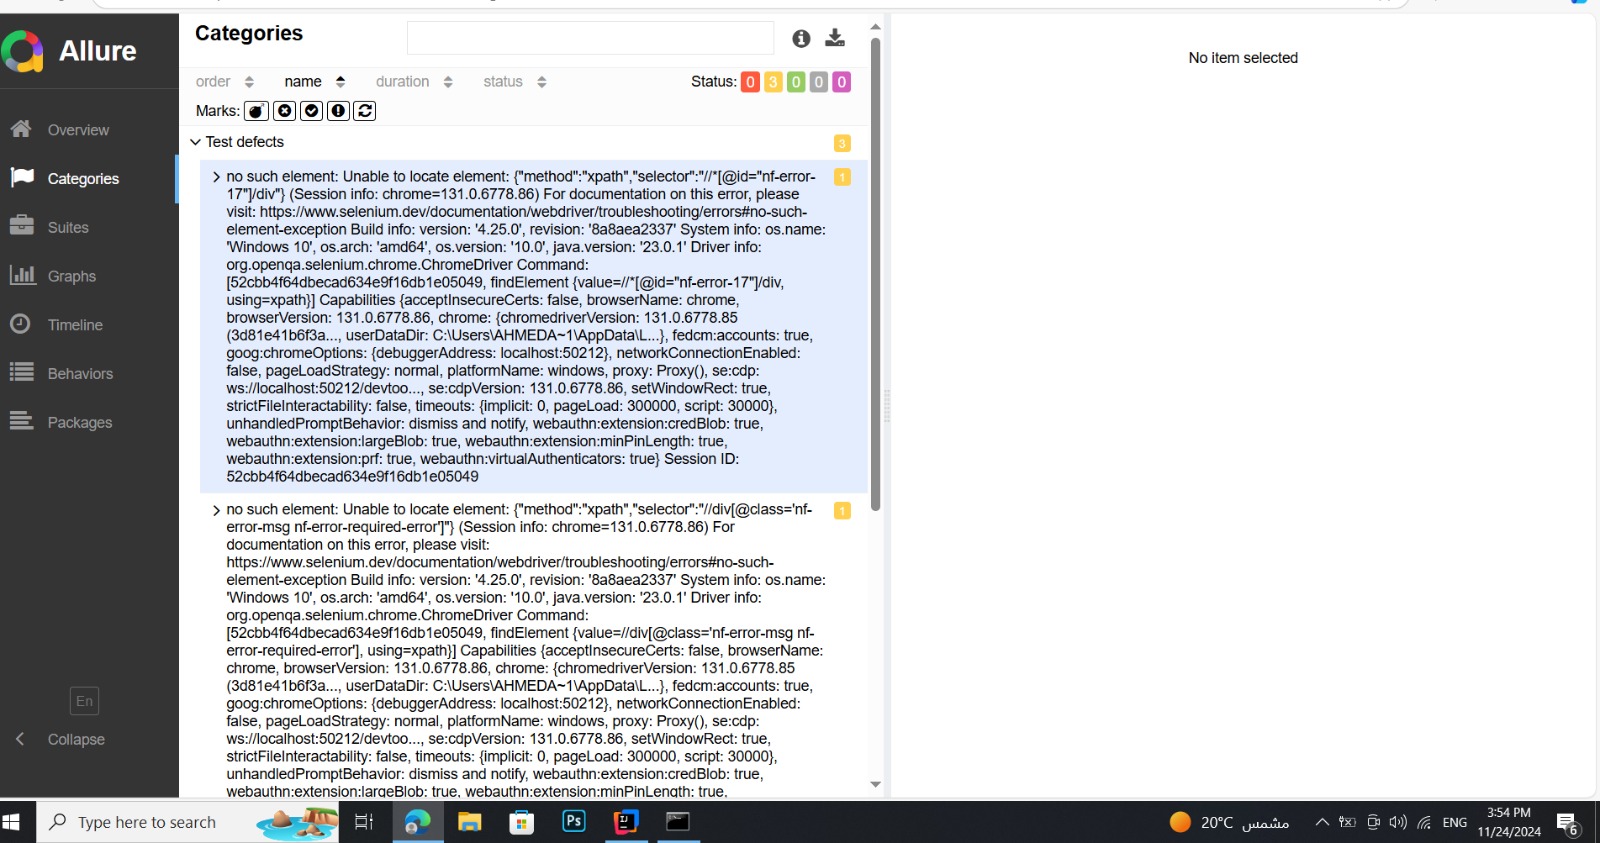 Allure
Overview
Categories
Suites
Graphs
Timeline
Behaviors
Packages
En
Collapse
Categories
order name duration status Status: 0 3 0 0 0
Marks:
Test defects 3
no such element: Unable to locate element: {"method":"xpath","selector":"//*[@id="nf-error- 1
17"]/div"} (Session info: chrome=131.0.6778.86) For documentation on this error, please
visit: https://www.selenium.dev/documentation/webdriver/troubleshooting/errors#no-such-
element-exception Build info: version: '4.25.0', revision: '8a8aea2337' System info: os.name:
'Windows 10', os.arch: 'amd64', os.version: '10.0', java.version: '23.0.1' Driver info:
org.openqa.selenium.chrome.ChromeDriver Command:
[52cbb4f64dbecad634e9f16db1e05049, findElement {value=//*[@id="nf-error-17"]/div,
using=xpath}] Capabilities {acceptInsecureCerts: false, browserName: chrome,
browserVersion: 131.0.6778.86, chrome: {chromedriverVersion: 131.0.6778.85
(3d81e41b6f3a..., userDataDir: C:\Users\AHMEDA~1\AppData\L...}, fedcm:accounts: true,
goog:chromeOptions: {debuggerAddress: localhost:50212}, networkConnectionEnabled:
false, pageLoadStrategy: normal, platformName: windows, proxy: Proxy(), se:cdp:
ws://localhost:50212/devtoo..., se:cdpVersion: 131.0.6778.86, setWindowRect: true,
strictFileInteractability: false, timeouts: {implicit: 0, pageLoad: 300000, script: 30000},
unhandledPromptBehavior: dismiss and notify, webauthn:extension:credBlob: true,
webauthn:extension:largeBlob: true, webauthn:extension:minPinLength: true,
webauthn:extension:prf: true, webauthn:virtualAuthenticators: true} Session ID:
52cbb4f64dbecad634e9f16db1e05049
no such element: Unable to locate element: {"method":"xpath","selector":"//div[@class='nf- 1
error-msg nf-error-required-error']"} (Session info: chrome=131.0.6778.86) For
documentation on this error, please visit:
https://www.selenium.dev/documentation/webdriver/troubleshooting/errors#no-such-
element-exception Build info: version: '4.25.0', revision: '8a8aea2337' System info: os.name:
'Windows 10', os.arch: 'amd64', os.version: '10.0', java.version: '23.0.1' Driver info:
org.openqa.selenium.chrome.ChromeDriver Command:
[52cbb4f64dbecad634e9f16db1e05049, findElement {value=//div[@class='nf-error-msg nf-
error-required-error'], using=xpath}] Capabilities {acceptInsecureCerts: false, browserName:
chrome, browserVersion: 131.0.6778.86, chrome: {chromedriverVersion: 131.0.6778.85
(3d81e41b6f3a..., userDataDir: C:\Users\AHMEDA~1\AppData\L...}, fedcm:accounts: true,
goog:chromeOptions: {debuggerAddress: localhost:50212}, networkConnectionEnabled:
false, pageLoadStrategy: normal, platformName: windows, proxy: Proxy(), se:cdp:
ws://localhost:50212/devtoo..., se:cdpVersion: 131.0.6778.86, setWindowRect: true,
strictFileInteractability: false, timeouts: {implicit: 0, pageLoad: 300000, script: 30000},
unhandledPromptBehavior: dismiss and notify, webauthn:extension:credBlob: true,
webauthn:extension:largeBlob: true, webauthn:extension:minPinLength: true,
No item selected
Type here to search
Ps
20°C مشمس
ENG
3:54 PM
11/24/2024
6